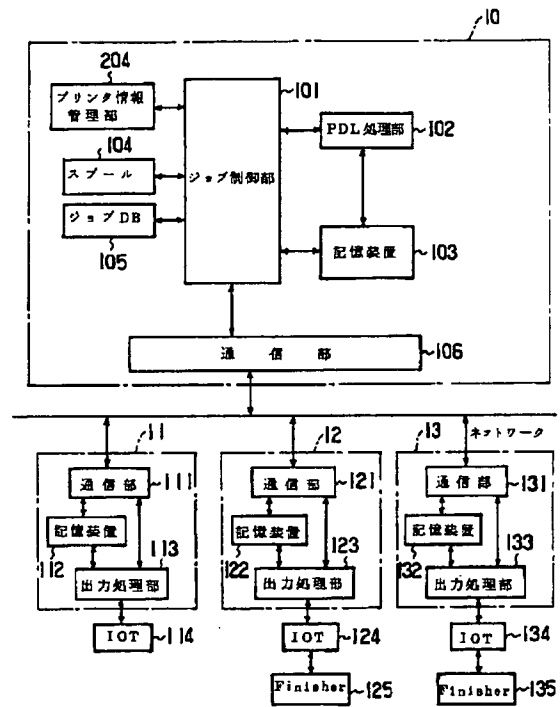 10
204
プリンタ情報
管理部
101
ジョブ制御部
PDL処理部
102
104
スプール
ジョブDB
105
記憶装置
103
通信部
106
ネットワーク
11
通信部
111
記憶装置
112
113
出力処理部
IOT
114
12
通信部
121
記憶装置
122
123
出力処理部
IOT
124
Finisher
125
13
通信部
131
記憶装置
132
133
出力処理部
IOT
134
Finisher
135